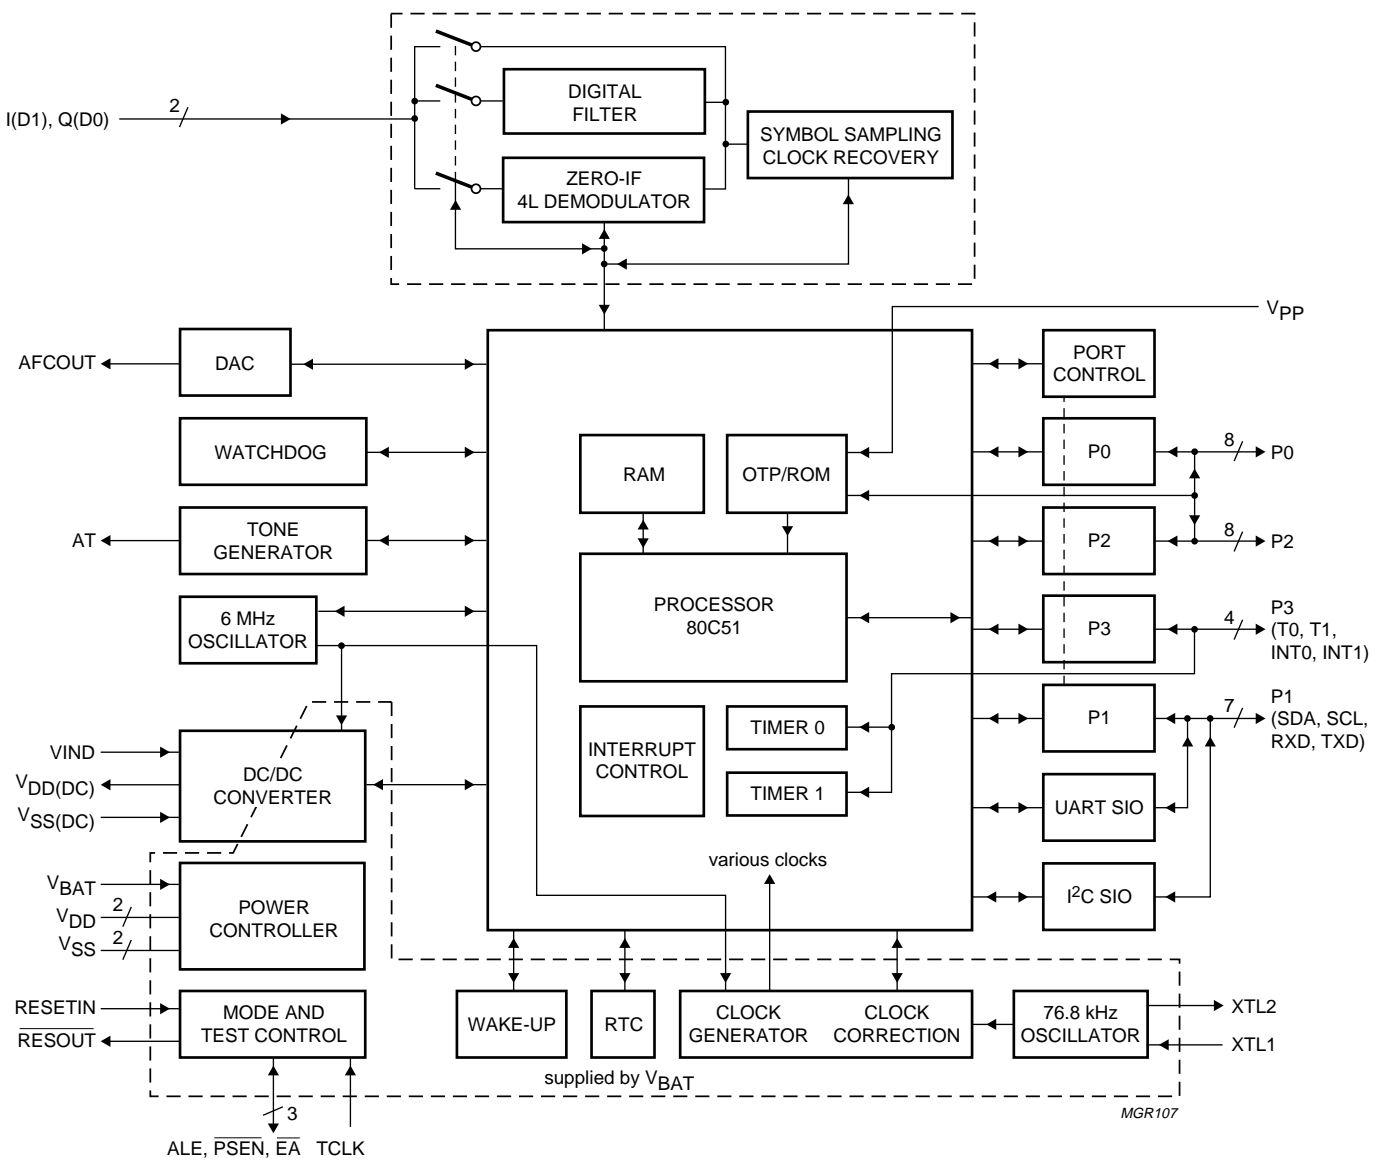 I(D1), Q(D0)
2
DIGITAL
FILTER
SYMBOL SAMPLING
CLOCK RECOVERY
ZERO-IF
4L DEMODULATOR
VPP
AFCOUT
DAC
PORT
CONTROL
WATCHDOG
RAM
OTP/ROM
P0
8
P0
AT
TONE
GENERATOR
P2
8
P2
6 MHz
OSCILLATOR
PROCESSOR
80C51
P3
4
P3
(T0, T1,
INT0, INT1)
VIND
VDD(DC)
VSS(DC)
DC/DC
CONVERTER
INTERRUPT
CONTROL
TIMER 0
TIMER 1
P1
7
P1
(SDA, SCL,
RXD, TXD)
UART SIO
various clocks
I2C SIO
VBAT
VDD
2
VSS
2
POWER
CONTROLLER
RESETIN
RESOUT
MODE AND
TEST CONTROL
WAKE-UP
RTC
CLOCK
GENERATOR
CLOCK
CORRECTION
76.8 kHz
OSCILLATOR
XTL2
XTL1
supplied by VBAT
3
MGR107
ALE, PSEN, EA
TCLK